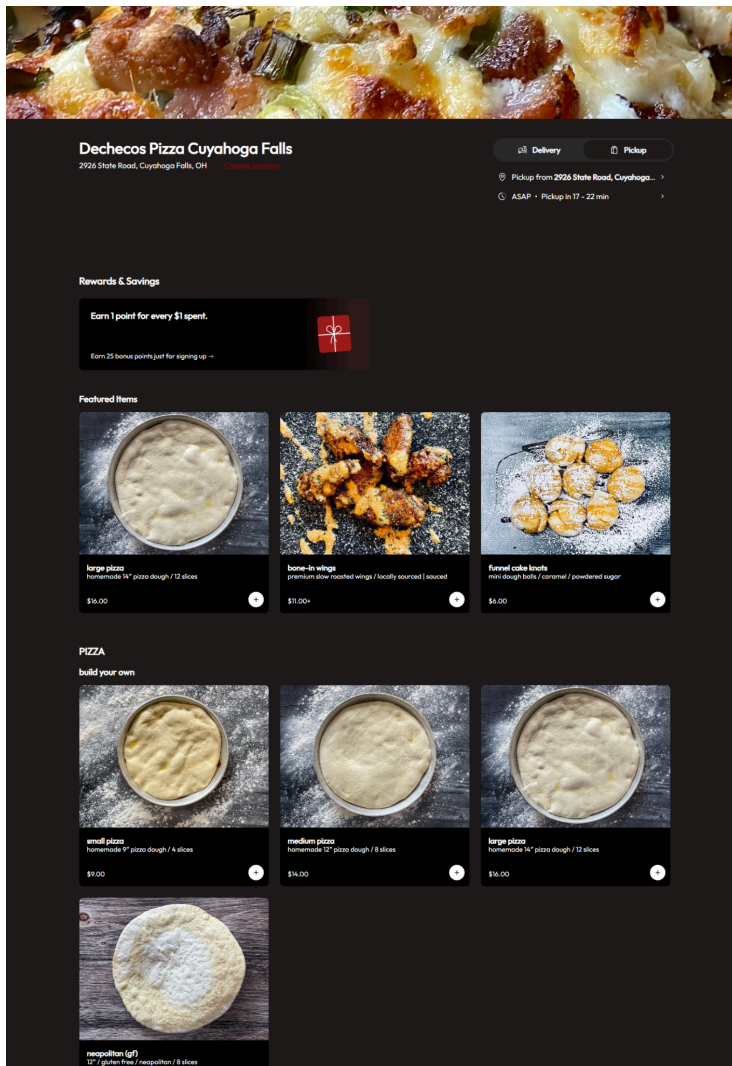 Dechecos Pizza Cuyahoga Falls
2926 State Road, Cuyahoga Falls, OH
Change location
Delivery
Pickup
Pickup from 2926 State Road, Cuyahoga...
ASAP • Pickup in 17 - 22 min
Rewards & Savings
Earn 1 point for every $1 spent.
Earn 25 bonus points just for signing up →
Featured Items
large pizza
homemade 14" pizza dough / 12 slices
$16.00
bone-in wings
premium slow roasted wings / locally sourced | sauced
$11.00+
funnel cake knots
mini dough balls / caramel / powdered sugar
$6.00
PIZZA
build your own
small pizza
homemade 9" pizza dough / 4 slices
$9.00
medium pizza
homemade 12" pizza dough / 8 slices
$14.00
large pizza
homemade 14" pizza dough / 12 slices
$16.00
neapolitan (gf)
12" / gluten free / neapolitan / 8 slices